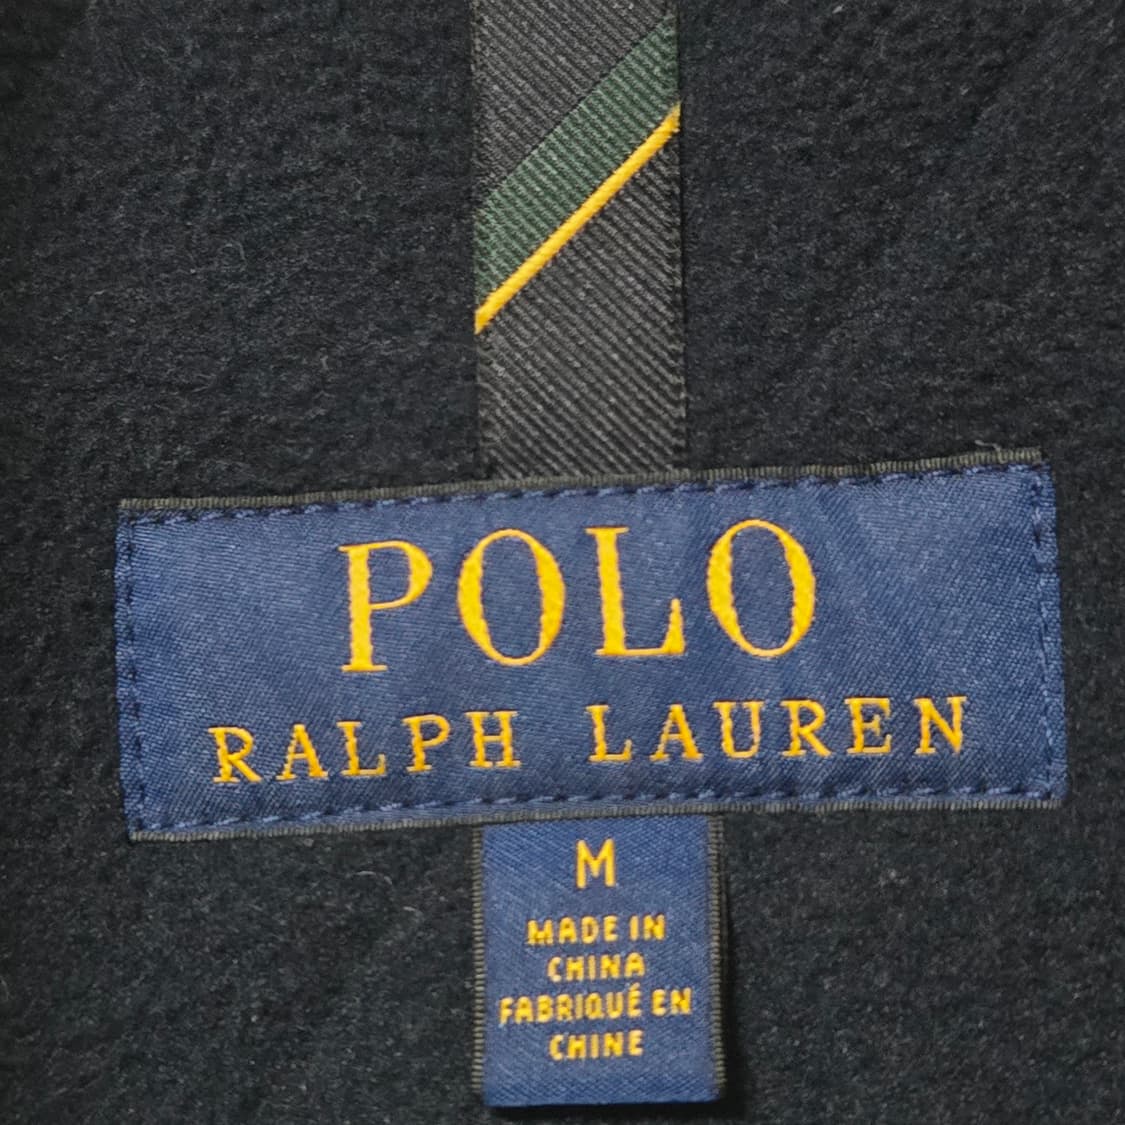 POLO
RALPH LAUREN
M
MADE IN
CHINA
FABRIQUÉ EN
CHINE